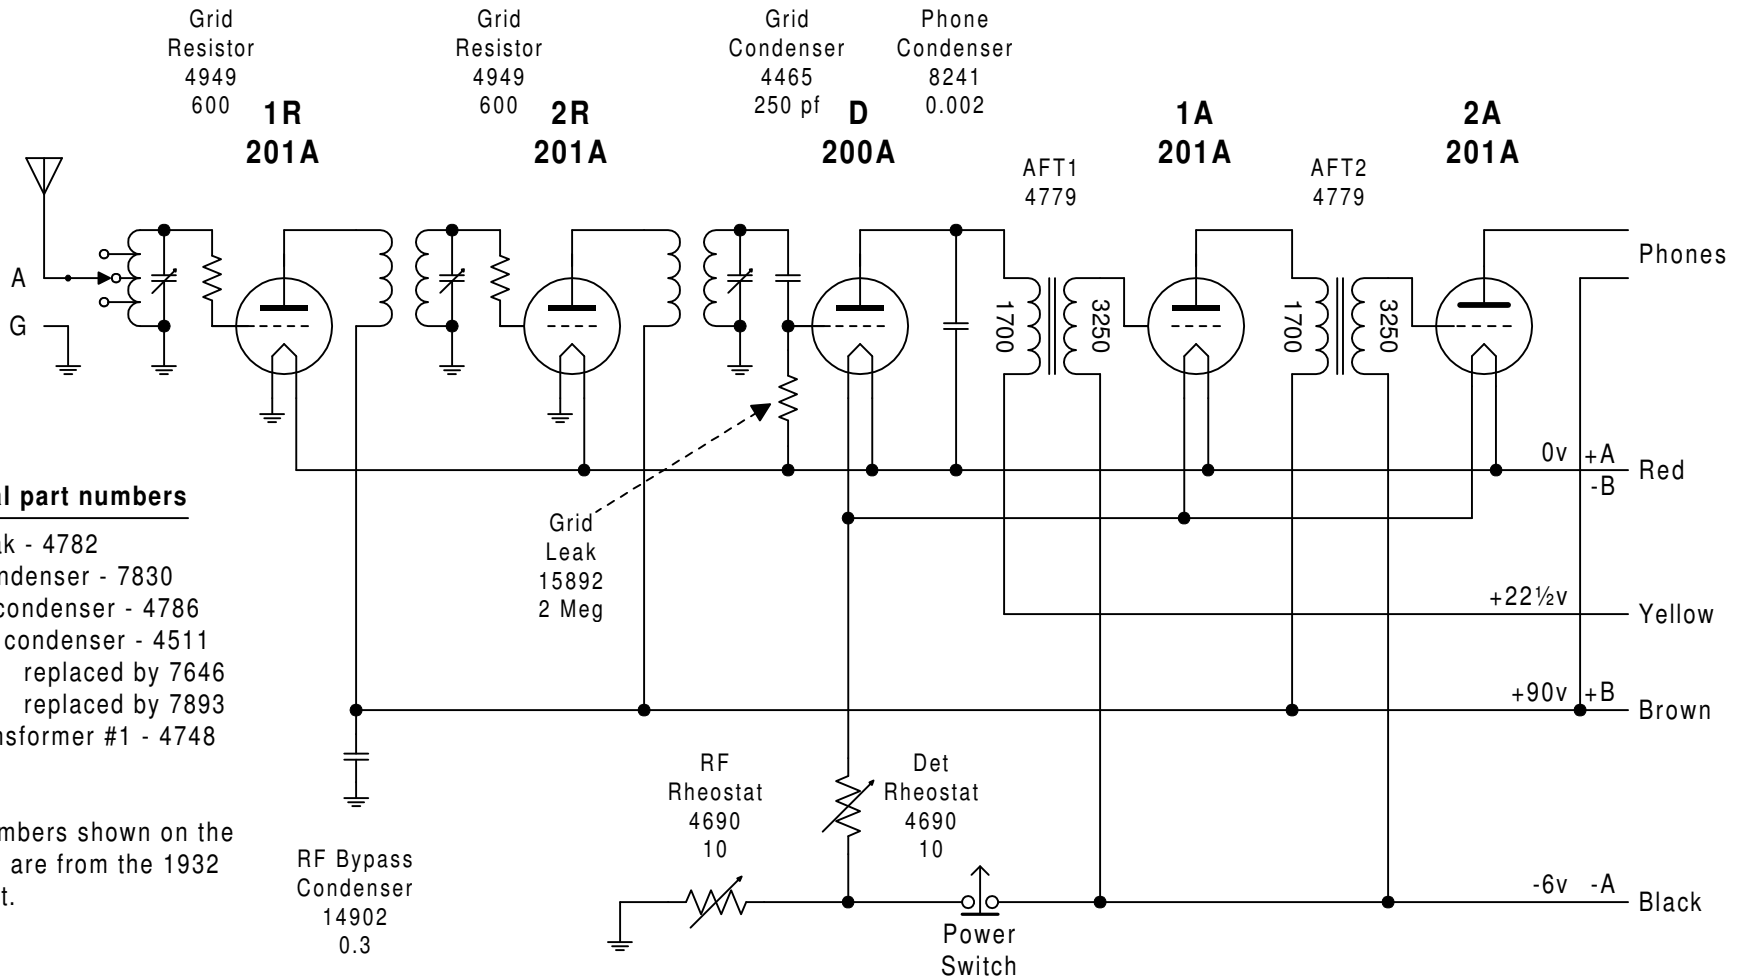 Grid
Resistor
4949
600
1R
201A
Grid
Resistor
4949
600
2R
201A
Grid
Condenser
4465
250 pf
D
200A
Phone
Condenser
8241
0.002
AFT1
4779
1A
201A
AFT2
4779
2A
201A
A
G
1700
3250
1700
3250
Phones
0v +A
-B
Red
Grid
Leak
15892
2 Meg
+22½v
Yellow
+90v +B
Brown
part numbers
- 4782
- 7830
condenser - 4786
condenser - 4511
replaced by 7646
replaced by 7893
#1 - 4748
shown on the
are from the 1932
RF Bypass
Condenser
14902
0.3
RF
Rheostat
4690
10
Det
Rheostat
4690
10
Power
Switch
-6v -A
Black